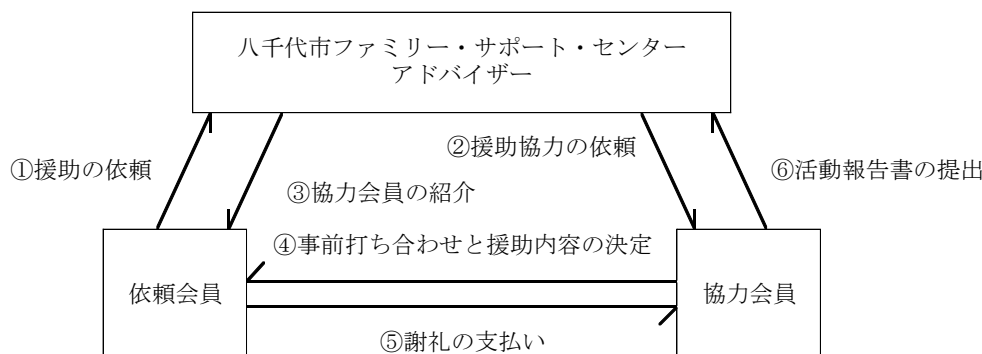 八千代市ファミリー・サポート・センター
アドバイザー
①援助の依頼
②援助協力の依頼
⑥活動報告書の提出
③協力会員の紹介
④事前打ち合わせと援助内容の決定
依頼会員
協力会員
⑤謝礼の支払い